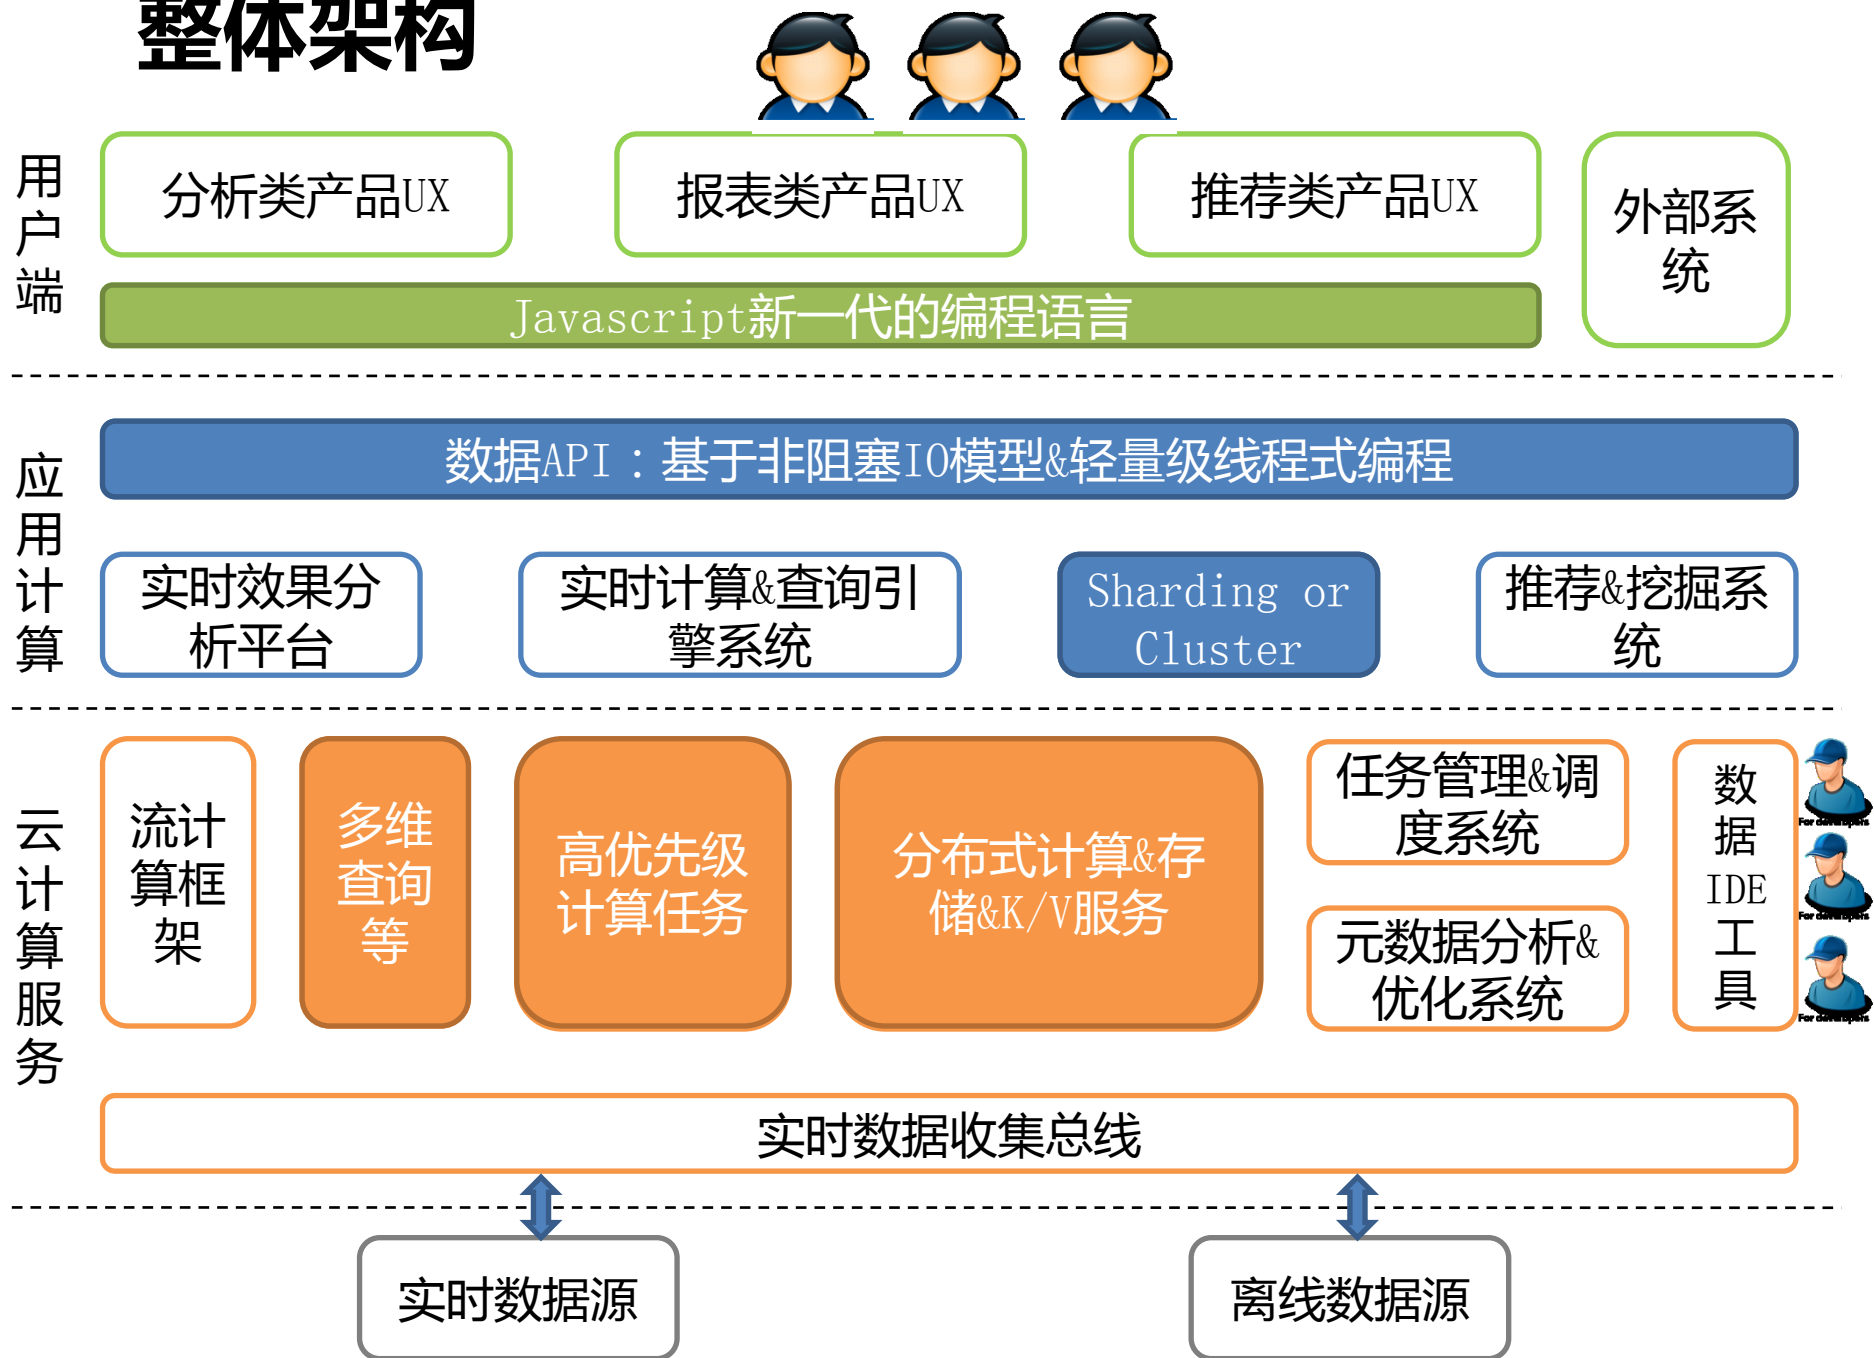 整体架构
用户端
分析类产品UX
报表类产品UX
推荐类产品UX
外部系
统
Javascript新一代的编程语言
应用计算
数据API：基于非阻塞IO模型&轻量级线程式编程
实时效果分
析平台
实时计算&查询引
擎系统
Sharding or
Cluster
推荐&挖掘系
统
云计算服务
流计
算框
架
多维
查询
等
高优先级
计算任务
分布式计算&存
储&K/V服务
任务管理&调
度系统
元数据分析&
优化系统
数
据
IDE
工
具
For developers
For developers
For developers
实时数据收集总线
实时数据源
离线数据源